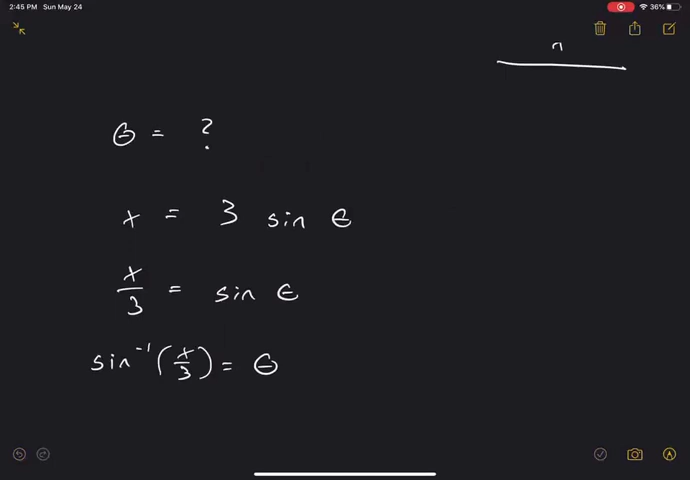 2:45 PM Sun May 24 36%
θ = ?
x = 3 sin θ
x/3 = sin θ
sin⁻¹(x/3) = θ